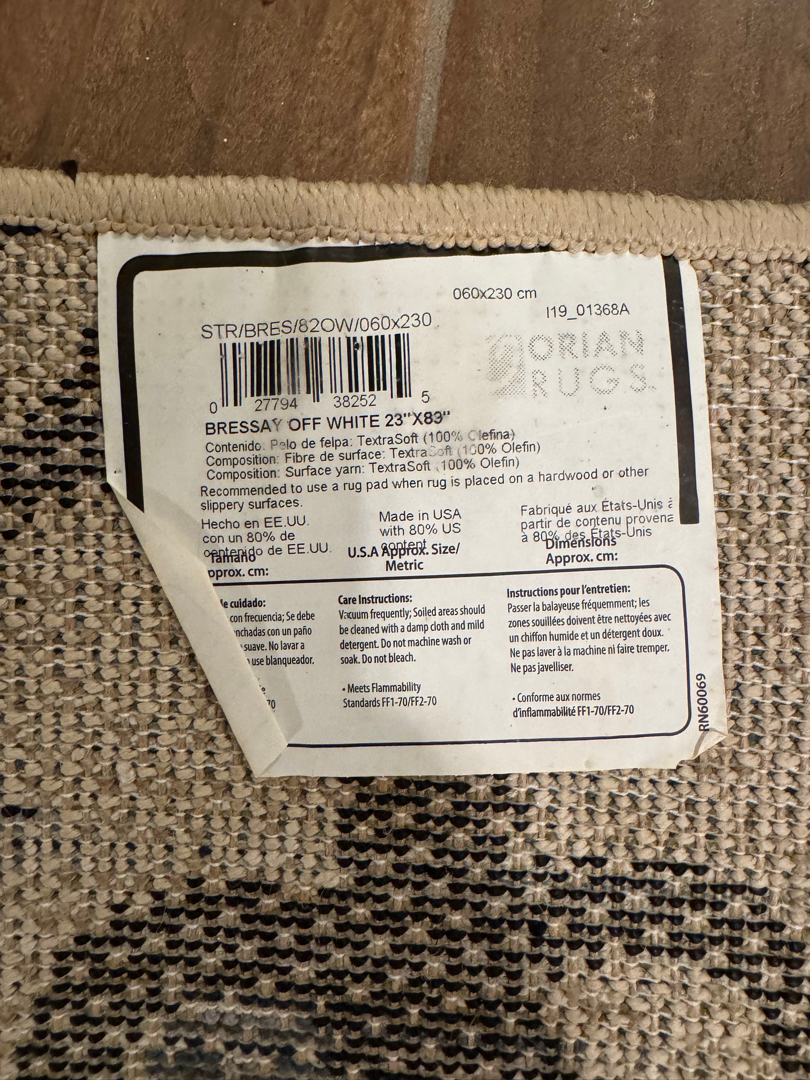 060x230 cm
I19_01368A
STR/BRES/82OW/060x230
ORIAN
RUGS
0 27794 38252 5
BRESSAY OFF WHITE 23"X83"
Contenido: Pelo de felpa: TextraSoft (100% Olefina)
Composition: Fibre de surface: TextraSoft (100% Olefin)
Composition: Surface yarn: TextraSoft (100% Olefin)
Recommended to use a rug pad when rug is placed on a hardwood or other
slippery surfaces.
Hecho en EE.UU.
con un 80% de
contenido de EE.UU.
Made in USA
with 80% US
content
Fabriqué aux États-Unis à
partir de contenu provena
à 80% des États-Unis
Tamaño
pprox. cm:
U.S.A Approx. Size/
Metric
Dimensions
Approx. cm:
de cuidado:
con frecuencia; Se debe
nchadas con un paño
suave. No lavar a
use blanqueador.
70
Care Instructions:
Vacuum frequently; Soiled areas should
be cleaned with a damp cloth and mild
detergent. Do not machine wash or
soak. Do not bleach.
• Meets Flammability
Standards FF1-70/FF2-70
Instructions pour l'entretien:
Passer la balayeuse fréquemment; les
zones souillées doivent être nettoyées avec
un chiffon humide et un détergent doux.
Ne pas laver à la machine ni faire tremper.
Ne pas javelliser.
• Conforme aux normes
d'inflammabilité FF1-70/FF2-70
RN60069